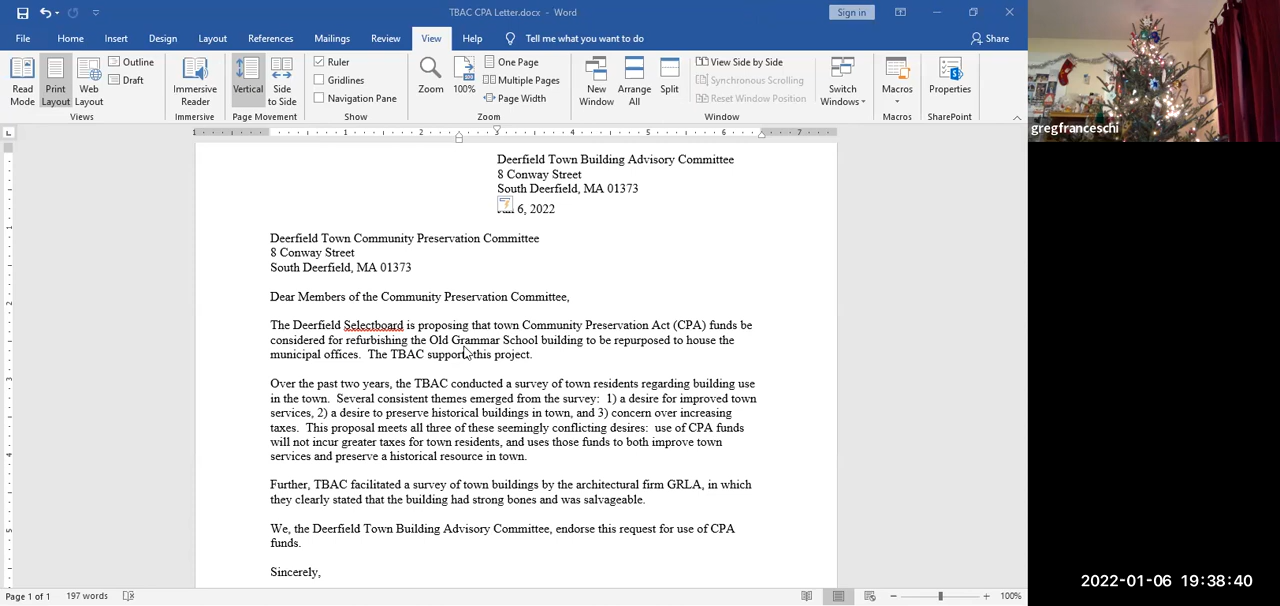 TBAC CPA Letter.docx - Word
Sign in
File Home Insert Design Layout References Mailings Review View Help Tell me what you want to do Share
Read Mode
Print Layout
Web Layout
Outline
Draft
Views
Immersive Reader
Immersive
Vertical
Side to Side
Page Movement
Ruler
Gridlines
Navigation Pane
Show
Zoom
100%
One Page
Multiple Pages
Page Width
Zoom
New Window
Arrange All
Split
View Side by Side
Synchronous Scrolling
Reset Window Position
Switch Windows
Window
Macros
Macros
Properties
SharePoint
gregfranceschi
1 1 2 3 4 5 6 7
Deerfield Town Building Advisory Committee
8 Conway Street
South Deerfield, MA 01373
6, 2022
Deerfield Town Community Preservation Committee
8 Conway Street
South Deerfield, MA 01373
Dear Members of the Community Preservation Committee,
The Deerfield Selectboard is proposing that town Community Preservation Act (CPA) funds be
considered for refurbishing the Old Grammar School building to be repurposed to house the
municipal offices. The TBAC supports this project.
Over the past two years, the TBAC conducted a survey of town residents regarding building use
in the town. Several consistent themes emerged from the survey: 1) a desire for improved town
services, 2) a desire to preserve historical buildings in town, and 3) concern over increasing
taxes. This proposal meets all three of these seemingly conflicting desires: use of CPA funds
will not incur greater taxes for town residents, and uses those funds to both improve town
services and preserve a historical resource in town.
Further, TBAC facilitated a survey of town buildings by the architectural firm GRLA, in which
they clearly stated that the building had strong bones and was salvageable.
We, the Deerfield Town Building Advisory Committee, endorse this request for use of CPA
funds.
Sincerely,
2022-01-06 19:38:40
Page 1 of 1 197 words 100%